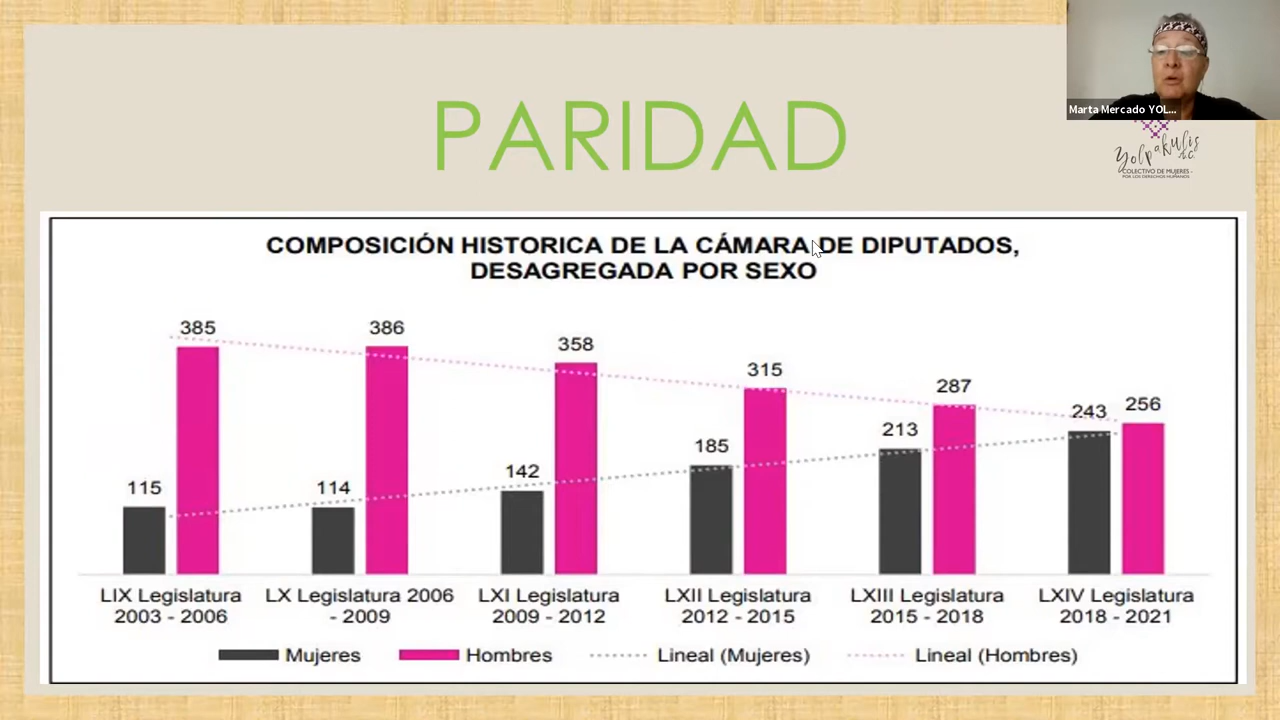 PARIDAD
Marta Mercado YOL...
Yolpakulis
A.C.
COLECTIVO DE MUJERES -
POR LOS DERECHOS HUMANOS
COMPOSICIÓN HISTORICA DE LA CÁMARA DE DIPUTADOS,
DESAGREGADA POR SEXO
385
386
358
315
287
243 256
213
185
142
115
114
LIX Legislatura
2003 - 2006
LX Legislatura 2006
- 2009
LXI Legislatura
2009 - 2012
LXII Legislatura
2012 - 2015
LXIII Legislatura
2015 - 2018
LXIV Legislatura
2018 - 2021
Mujeres Hombres Lineal (Mujeres) Lineal (Hombres)